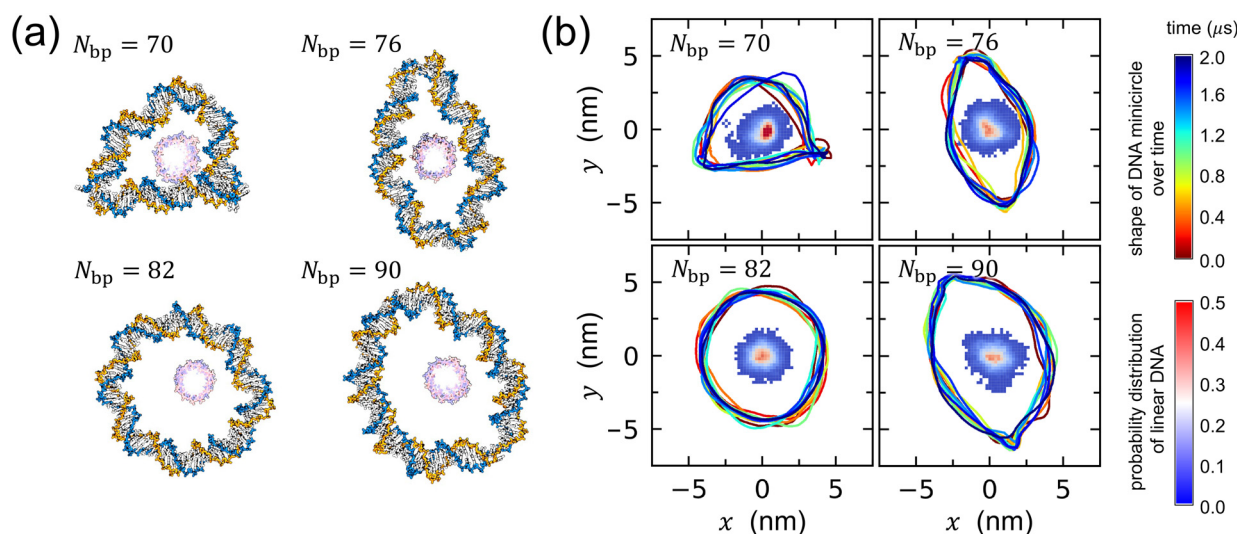 (a)
N_bp = 70
N_bp = 76
N_bp = 82
N_bp = 90
(b)
N_bp = 70
N_bp = 76
N_bp = 82
N_bp = 90
5
0
−5
y (nm)
5
0
−5
y (nm)
−5 0 5
x (nm)
−5 0 5
x (nm)
time (μs)
2.0
1.6
1.2
0.8
0.4
0.0
shape of DNA minicircle
over time
0.5
0.4
0.3
0.2
0.1
0.0
probability distribution
of linear DNA